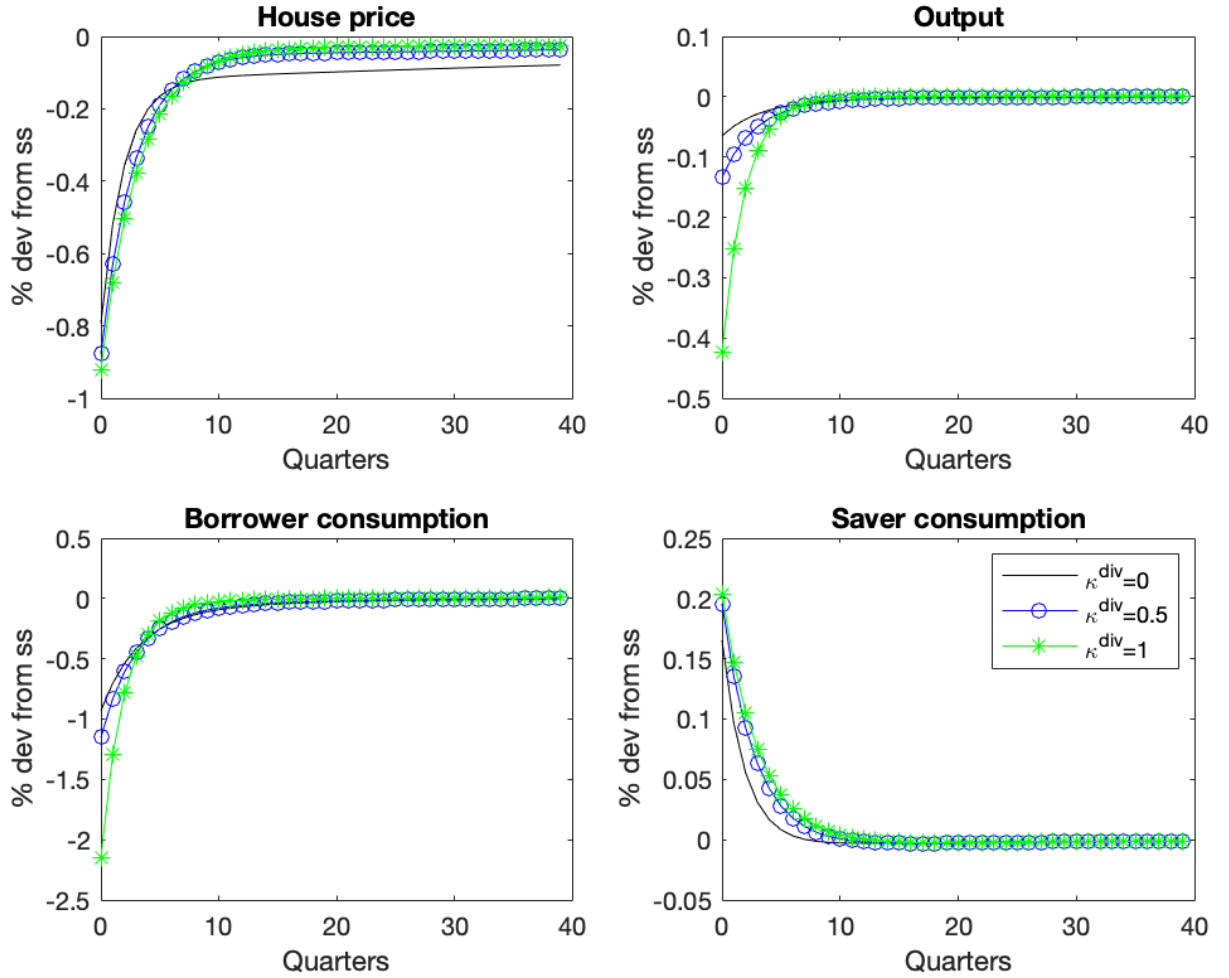 House price
0
-0.2
-0.4
-0.6
-0.8
-1
% dev from ss
0 10 20 30 40
Quarters
Output
0.1
0
-0.1
-0.2
-0.3
-0.4
-0.5
% dev from ss
0 10 20 30 40
Quarters
Borrower consumption
0.5
0
-0.5
-1
-1.5
-2
-2.5
% dev from ss
0 10 20 30 40
Quarters
Saver consumption
0.25
0.2
0.15
0.1
0.05
0
-0.05
% dev from ss
0 10 20 30 40
Quarters
κ^div=0
κ^div=0.5
κ^div=1